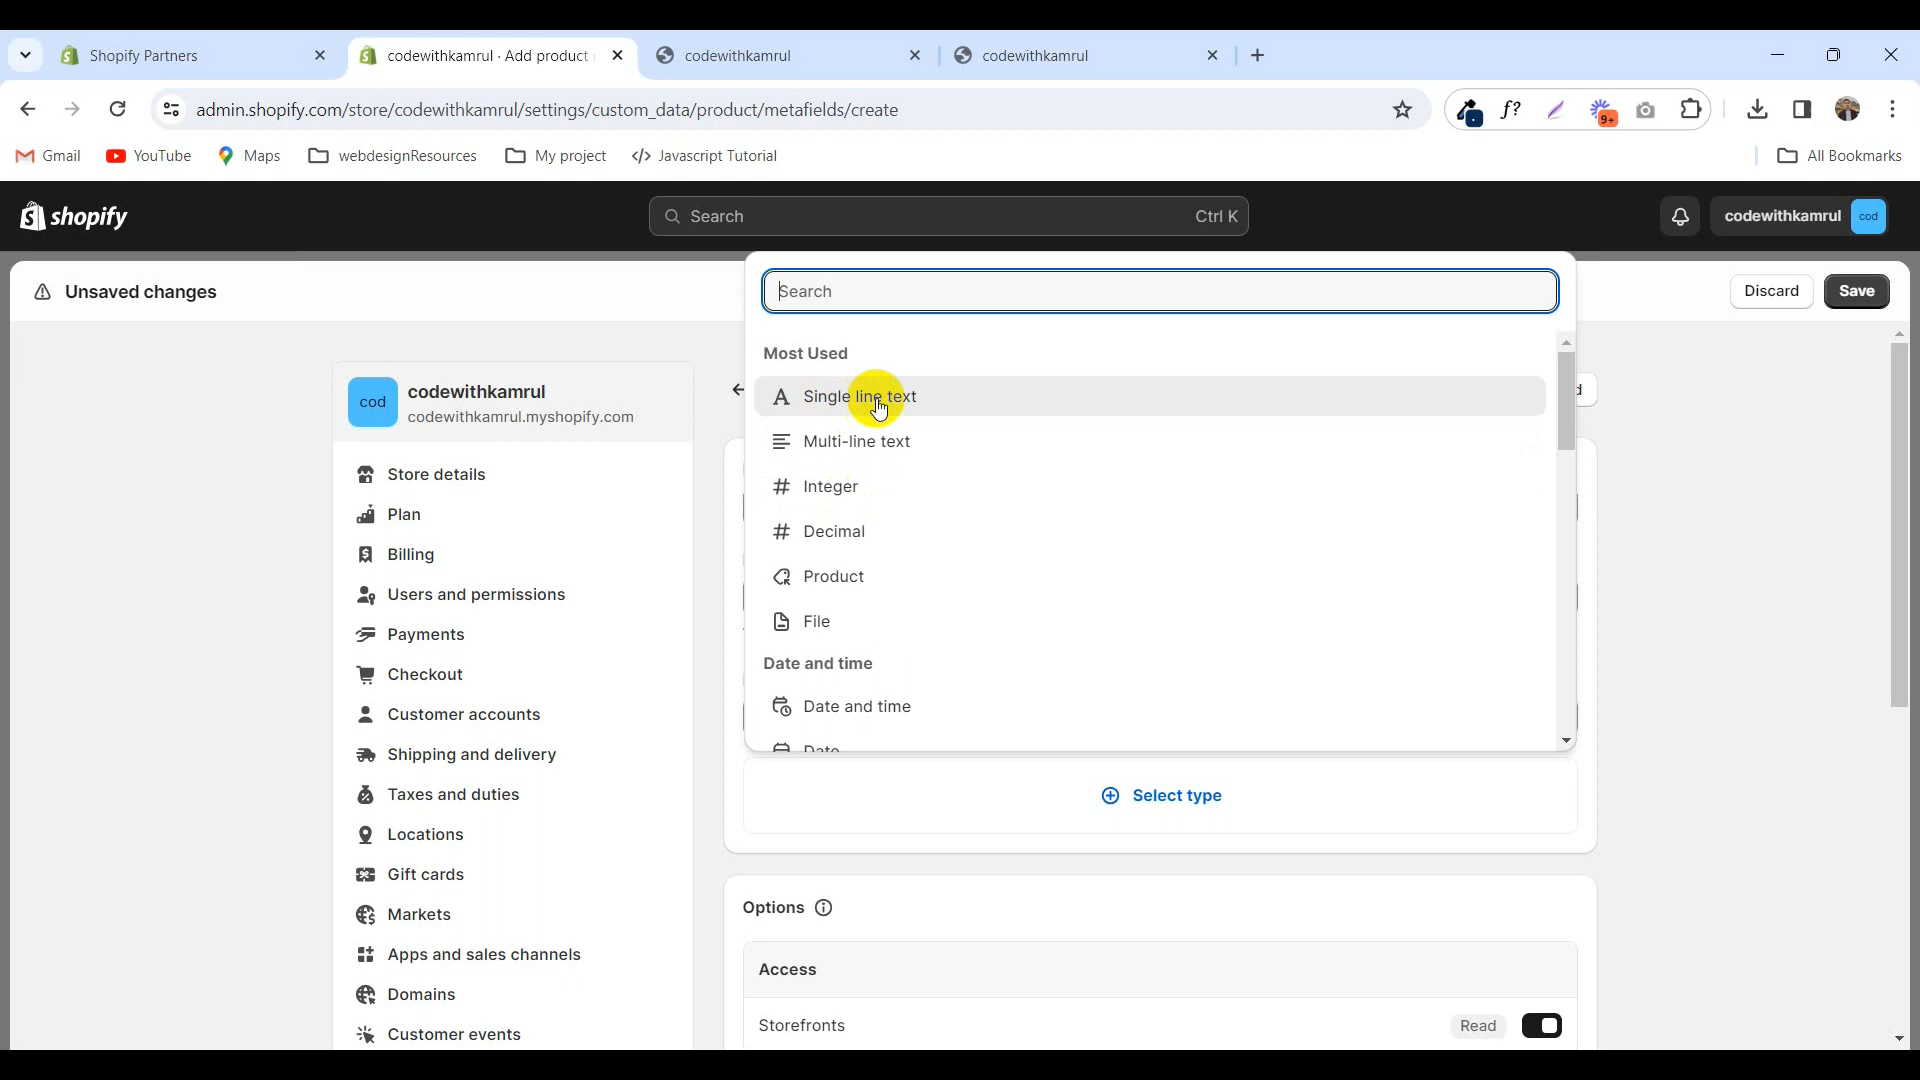 Shopify Partners
codewithkamrul · Add product
codewithkamrul
codewithkamrul
admin.shopify.com/store/codewithkamrul/settings/custom_data/product/metafields/create
f?
9+
Gmail
YouTube
Maps
webdesignResources
My project
</> Javascript Tutorial
All Bookmarks
shopify
Search
Ctrl K
codewithkamrul
cod
Unsaved changes
Search
Discard
Save
Most Used
Single line text
Multi-line text
Integer
Decimal
Product
File
Date and time
Date and time
Date
cod
codewithkamrul
codewithkamrul.myshopify.com
Store details
Plan
Billing
Users and permissions
Payments
Checkout
Customer accounts
Shipping and delivery
Taxes and duties
Locations
Gift cards
Markets
Apps and sales channels
Domains
Customer events
Select type
Options
Access
Storefronts
Read